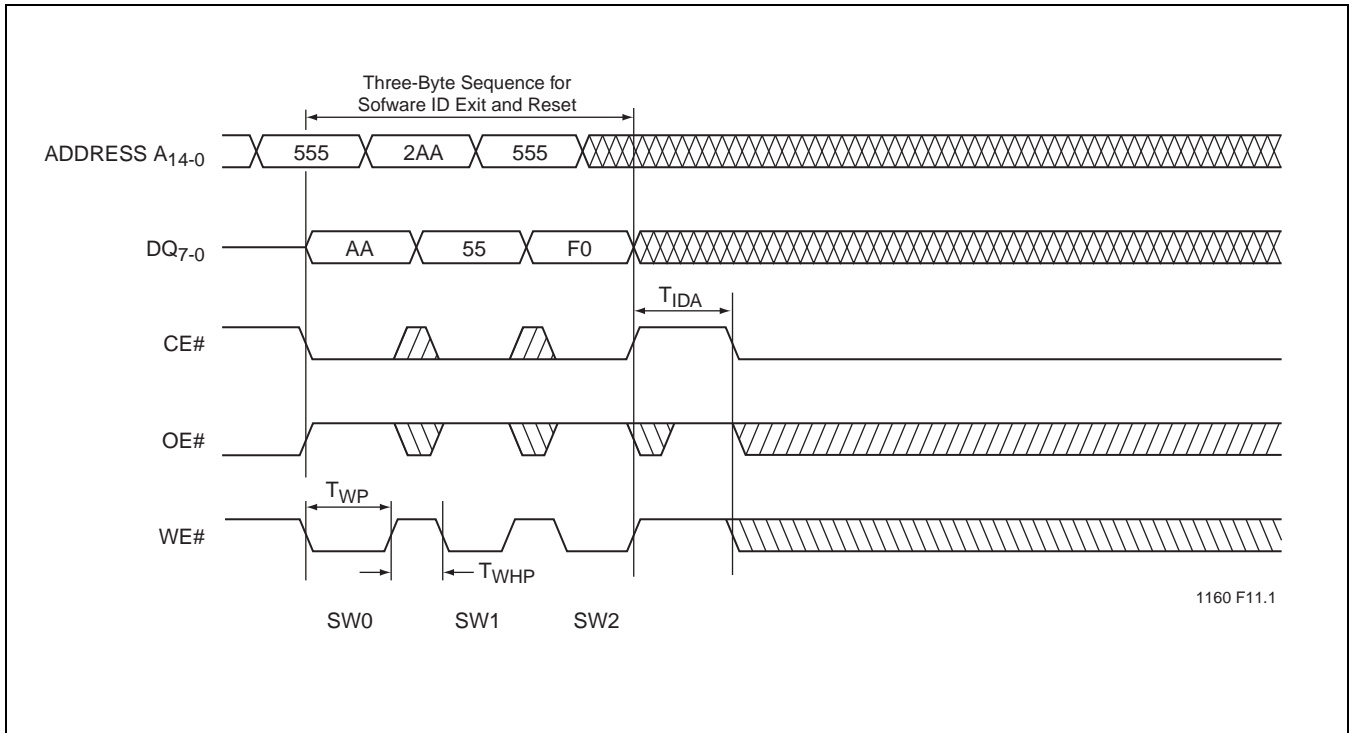 Three-Byte Sequence for
Sofware ID Exit and Reset
ADDRESS A14-0
555
2AA
555
DQ7-0
AA
55
F0
TIDA
CE#
OE#
TWP
WE#
TWHP
SW0
SW1
SW2
1160 F11.1